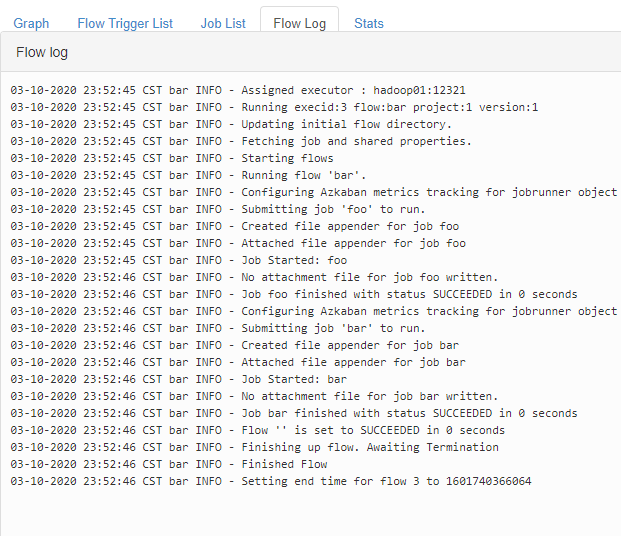 Graph Flow Trigger List Job List Flow Log Stats
Flow log
03-10-2020 23:52:45 CST bar INFO - Assigned executor : hadoop01:12321
03-10-2020 23:52:45 CST bar INFO - Running execid:3 flow:bar project:1 version:1
03-10-2020 23:52:45 CST bar INFO - Updating initial flow directory.
03-10-2020 23:52:45 CST bar INFO - Fetching job and shared properties.
03-10-2020 23:52:45 CST bar INFO - Starting flows
03-10-2020 23:52:45 CST bar INFO - Running flow 'bar'.
03-10-2020 23:52:45 CST bar INFO - Configuring Azkaban metrics tracking for jobrunner object
03-10-2020 23:52:45 CST bar INFO - Submitting job 'foo' to run.
03-10-2020 23:52:45 CST bar INFO - Created file appender for job foo
03-10-2020 23:52:45 CST bar INFO - Attached file appender for job foo
03-10-2020 23:52:45 CST bar INFO - Job Started: foo
03-10-2020 23:52:46 CST bar INFO - No attachment file for job foo written.
03-10-2020 23:52:46 CST bar INFO - Job foo finished with status SUCCEEDED in 0 seconds
03-10-2020 23:52:46 CST bar INFO - Configuring Azkaban metrics tracking for jobrunner object
03-10-2020 23:52:46 CST bar INFO - Submitting job 'bar' to run.
03-10-2020 23:52:46 CST bar INFO - Created file appender for job bar
03-10-2020 23:52:46 CST bar INFO - Attached file appender for job bar
03-10-2020 23:52:46 CST bar INFO - Job Started: bar
03-10-2020 23:52:46 CST bar INFO - No attachment file for job bar written.
03-10-2020 23:52:46 CST bar INFO - Job bar finished with status SUCCEEDED in 0 seconds
03-10-2020 23:52:46 CST bar INFO - Flow '' is set to SUCCEEDED in 0 seconds
03-10-2020 23:52:46 CST bar INFO - Finishing up flow. Awaiting Termination
03-10-2020 23:52:46 CST bar INFO - Finished Flow
03-10-2020 23:52:46 CST bar INFO - Setting end time for flow 3 to 1601740366064